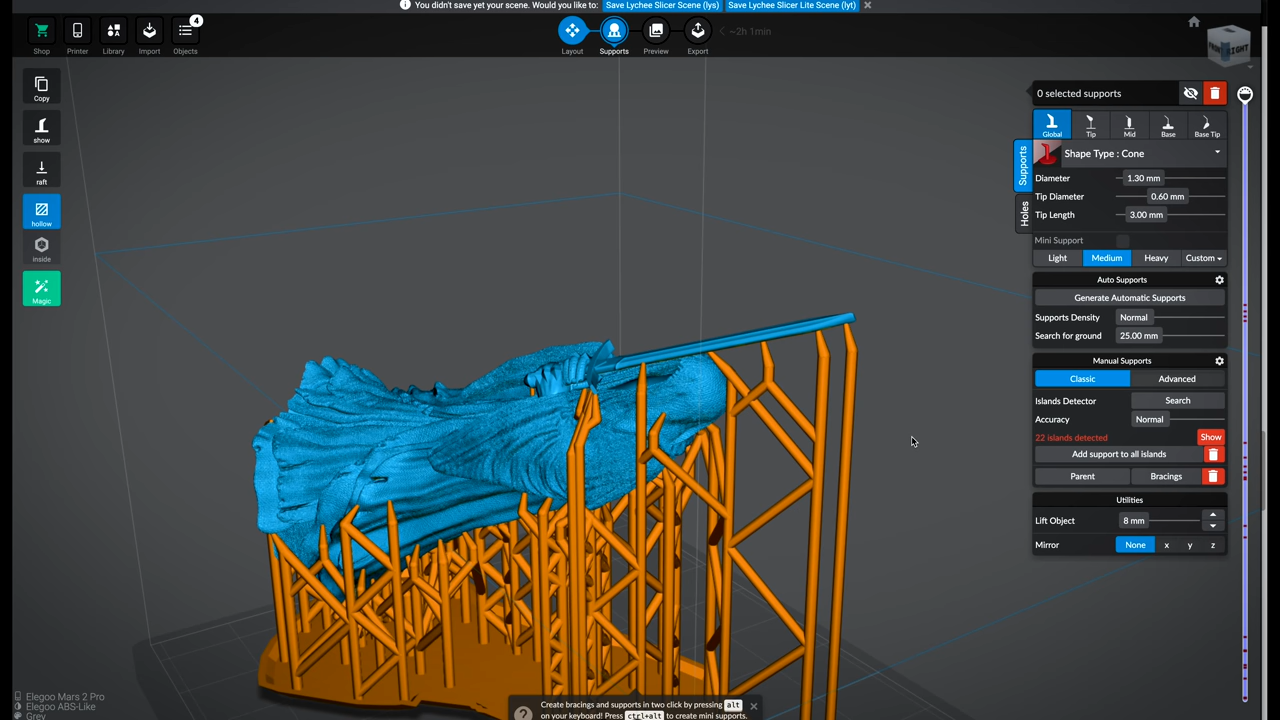 You didn't save yet your scene. Would you like to: Save Lychee Slicer Scene (lys) Save Lychee Slicer Lite Scene (lyt)
Shop Printer Library Import Objects 4
Layout Supports Preview Export ~2h 1min
FRONT RIGHT
Copy
show
raft
hollow
inside
Magic
0 selected supports
Global Tip Mid Base Base Tip
Supports
Holes
Shape Type : Cone
Diameter 1.30 mm
Tip Diameter 0.60 mm
Tip Length 3.00 mm
Mini Support
Light Medium Heavy Custom
Auto Supports
Generate Automatic Supports
Supports Density Normal
Search for ground 25.00 mm
Manual Supports
Classic Advanced
Islands Detector Search
Accuracy Normal
22 islands detected Show
Add support to all islands
Parent Bracings
Utilities
Lift Object 8 mm
Mirror None x y z
Elegoo Mars 2 Pro
Elegoo ABS-Like
Grey
? Create bracings and supports in two click by pressing alt
on your keyboard! Press ctrl+alt to create mini supports.